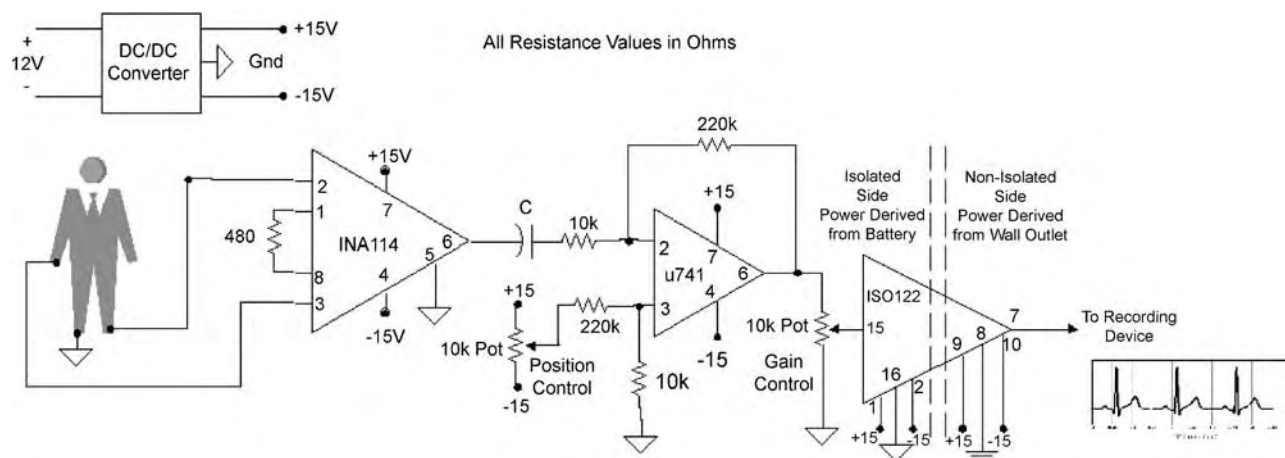 +15V
+
12V
-
DC/DC
Converter
Gnd
-15V
All Resistance Values in Ohms
220k
+15V
2
7
1
480
INA114
6
5
8
4
3
-15V
C
10k
+15
2
7
u741
6
3
4
-15
+15
220k
10k Pot
Position
Control
-15
10k
10k Pot
Gain
Control
Isolated
Side
Power Derived
from Battery
Non-Isolated
Side
Power Derived
from Wall Outlet
ISO122
15
7
8
9
10
16
2
1
+15
-15
+15
-15
To Recording
Device